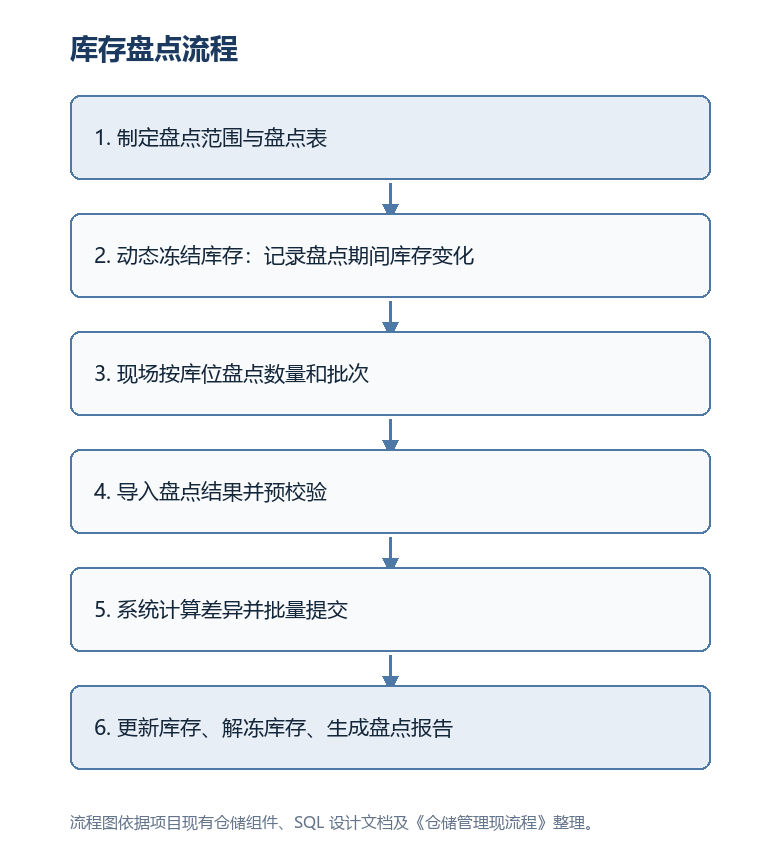 库存盘点流程
1. 制定盘点范围与盘点表
2. 动态冻结库存：记录盘点期间库存变化
3. 现场按库位盘点数量和批次
4. 导入盘点结果并预校验
5. 系统计算差异并批量提交
6. 更新库存、解冻库存、生成盘点报告
流程图依据项目现有仓储组件、SQL 设计文档及《仓储管理现流程》整理。